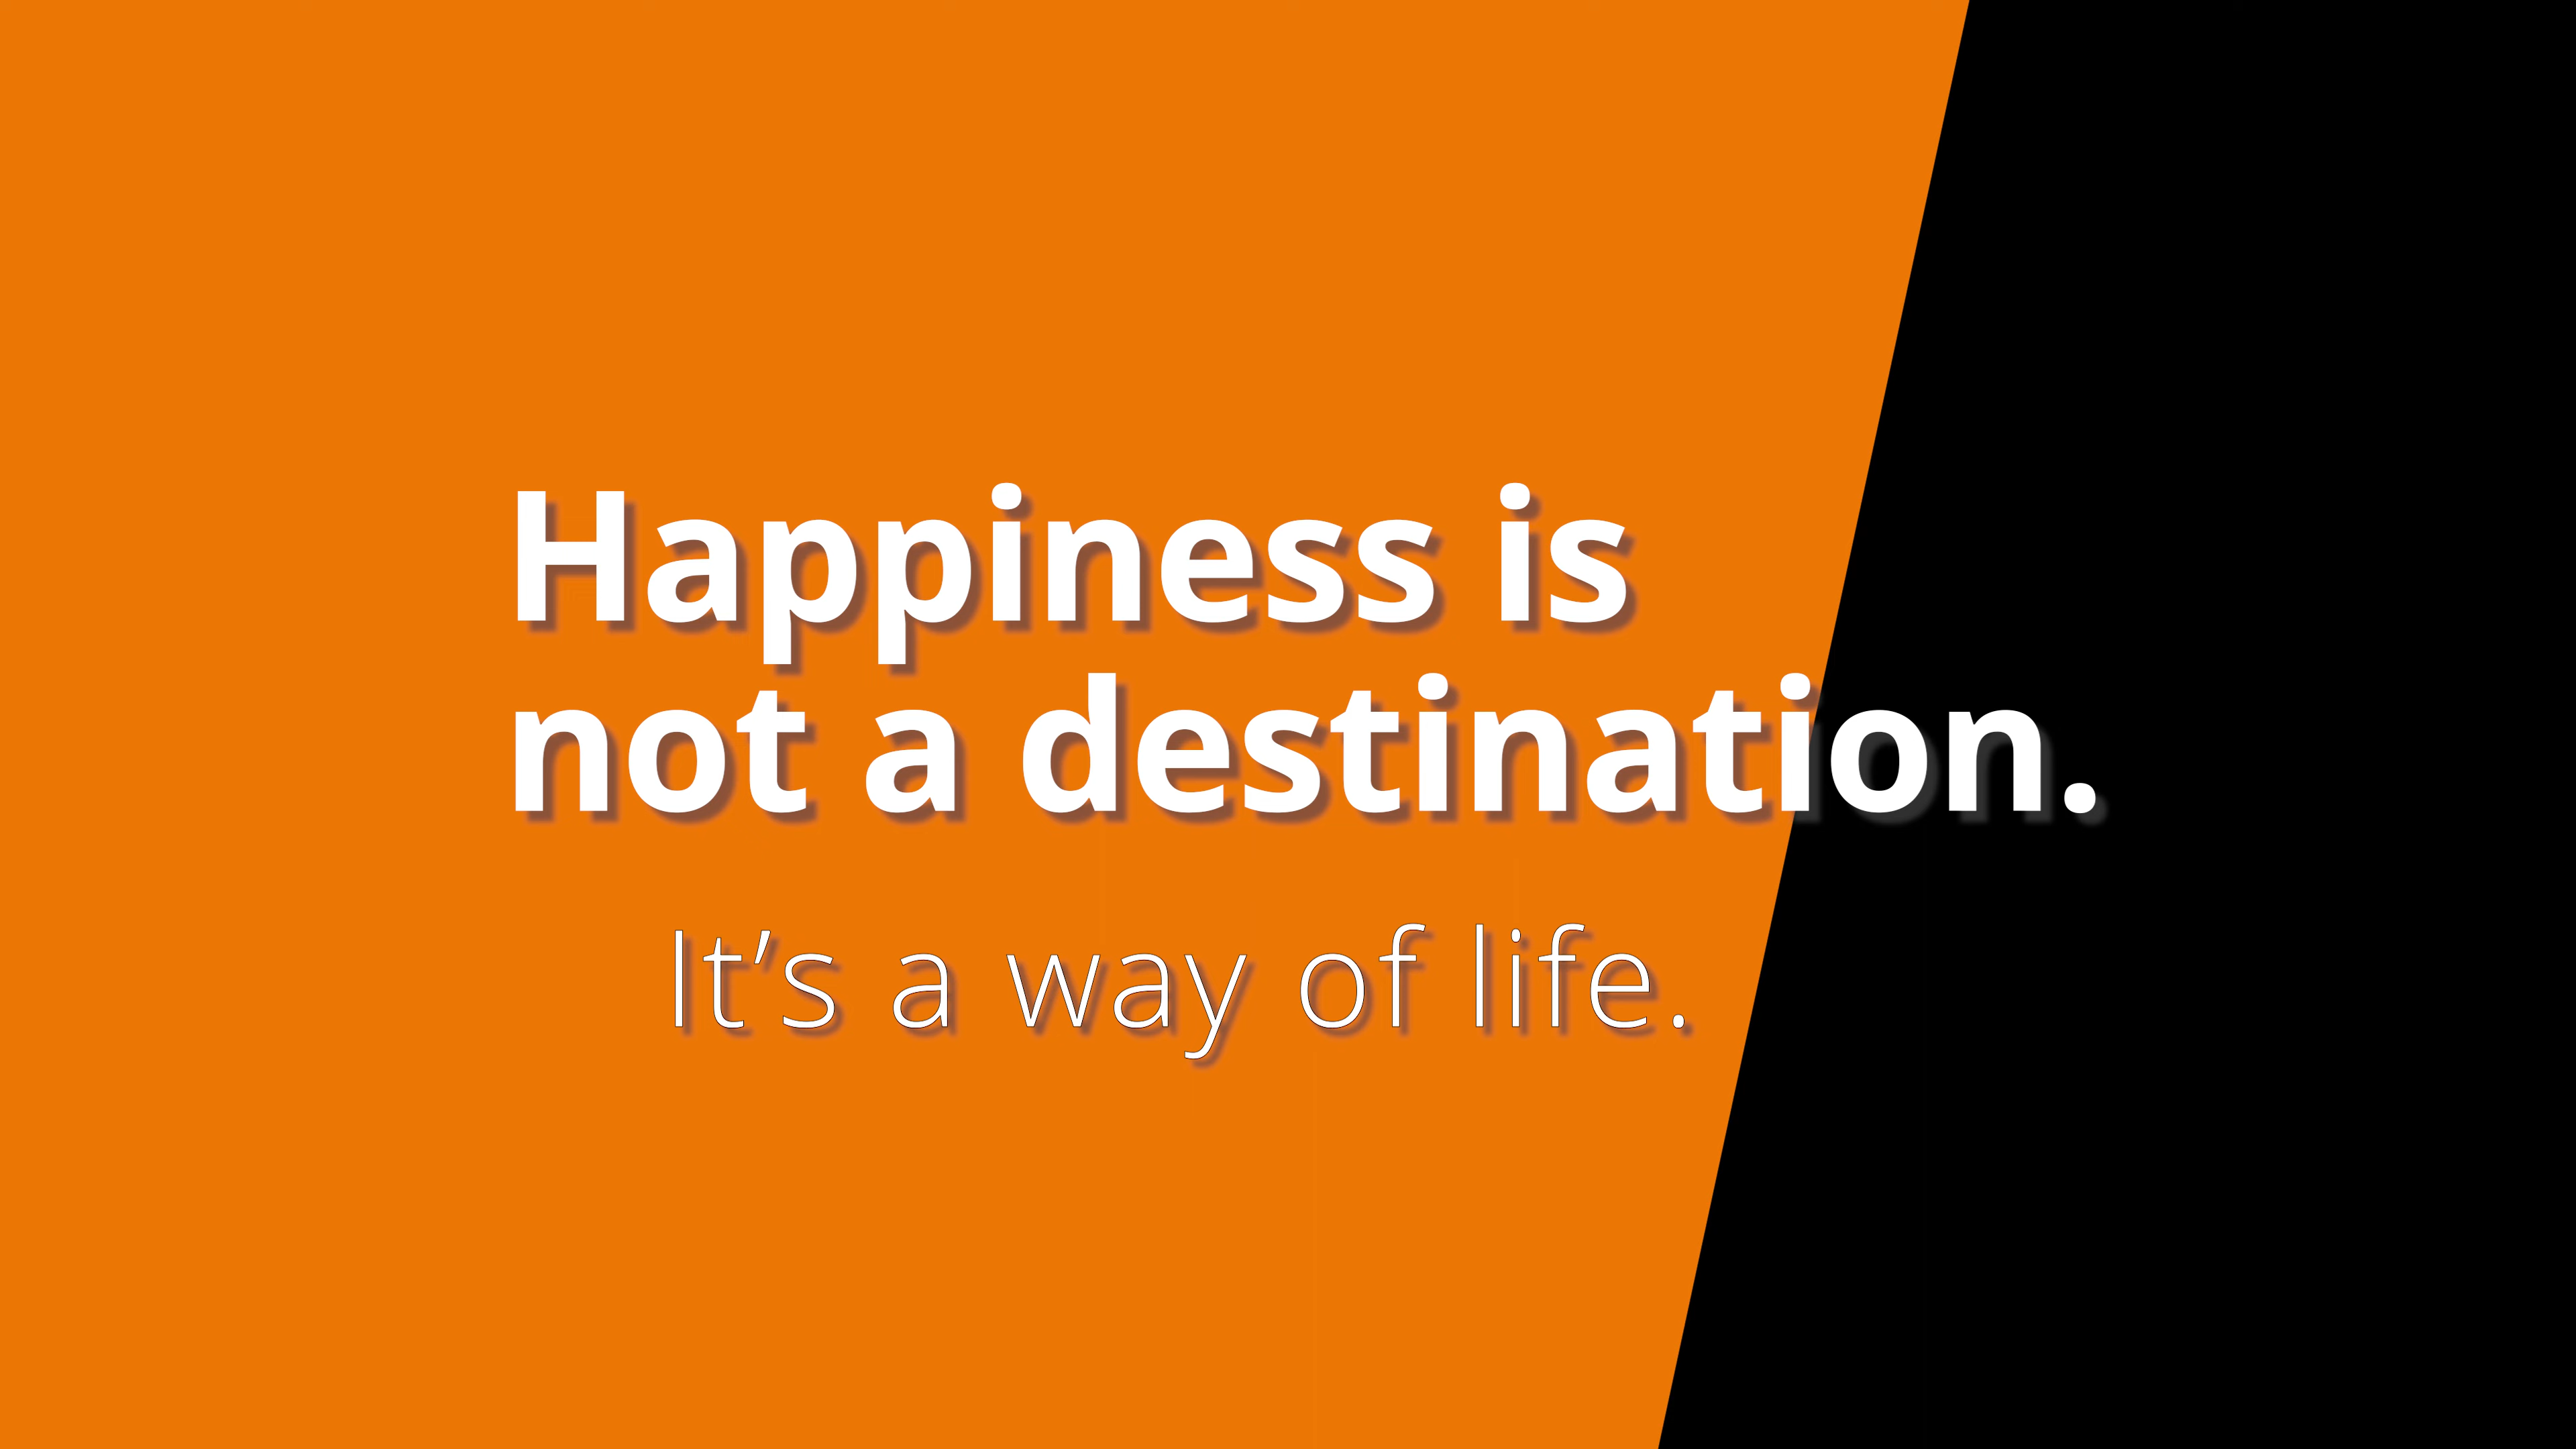 Happiness is
not a destination.
It’s a way of life.